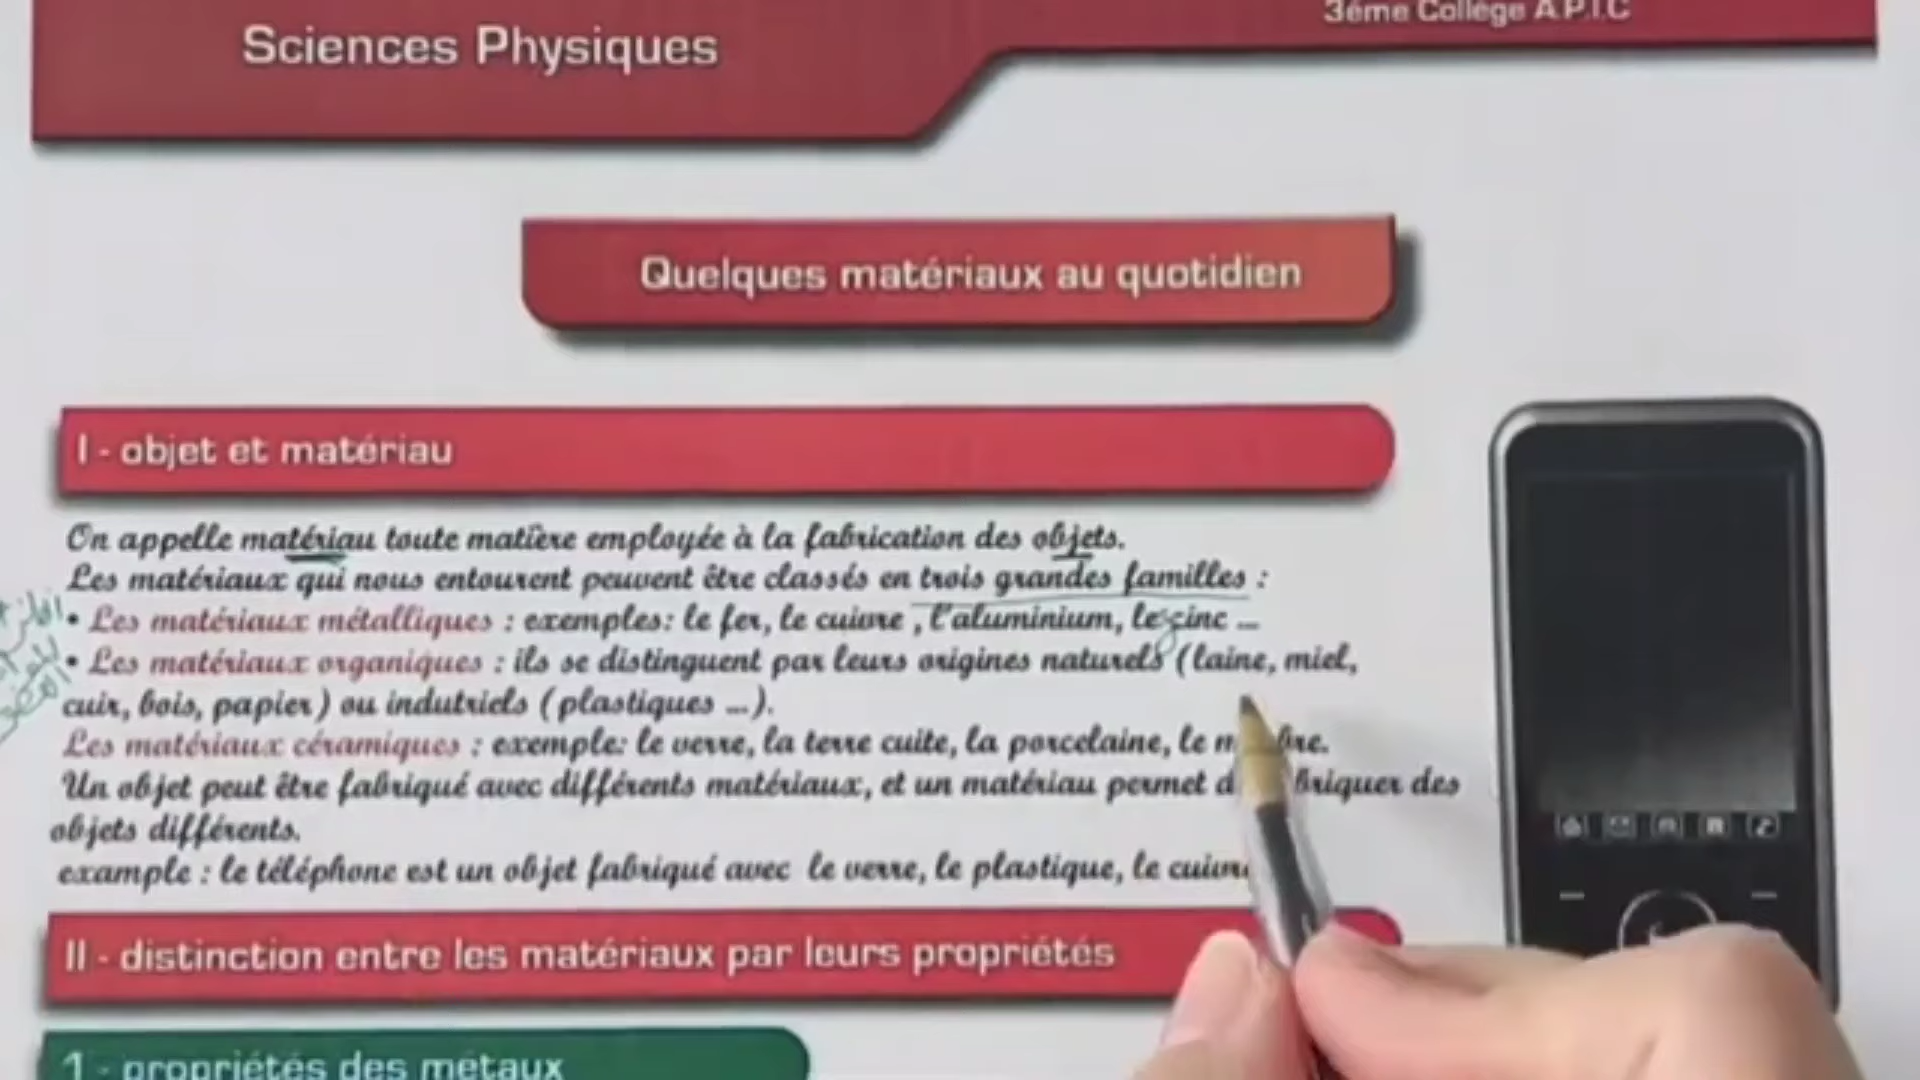 Sciences Physiques
3éme Collège A.P.I.C
Quelques matériaux au quotidien
I - objet et matériau
On appelle matériau toute matière employée à la fabrication des objets.
Les matériaux qui nous entourent peuvent être classés en trois grandes familles :
• Les matériaux métalliques : exemples: le fer, le cuivre , l'aluminium, le zinc ...
• Les matériaux organiques : ils se distinguent par leurs origines naturels (laine, miel,
cuir, bois, papier) ou indutriels (plastiques ...).
Les matériaux céramiques : exemple: le verre, la terre cuite, la porcelaine, le
Un objet peut être fabriqué avec différents matériaux, et un matériau permet des
objets différents.
example : le téléphone est un objet fabriqué avec le verre, le plastique, le
II - distinction entre les matériaux par leurs propriétés
1 - propriétés des métaux